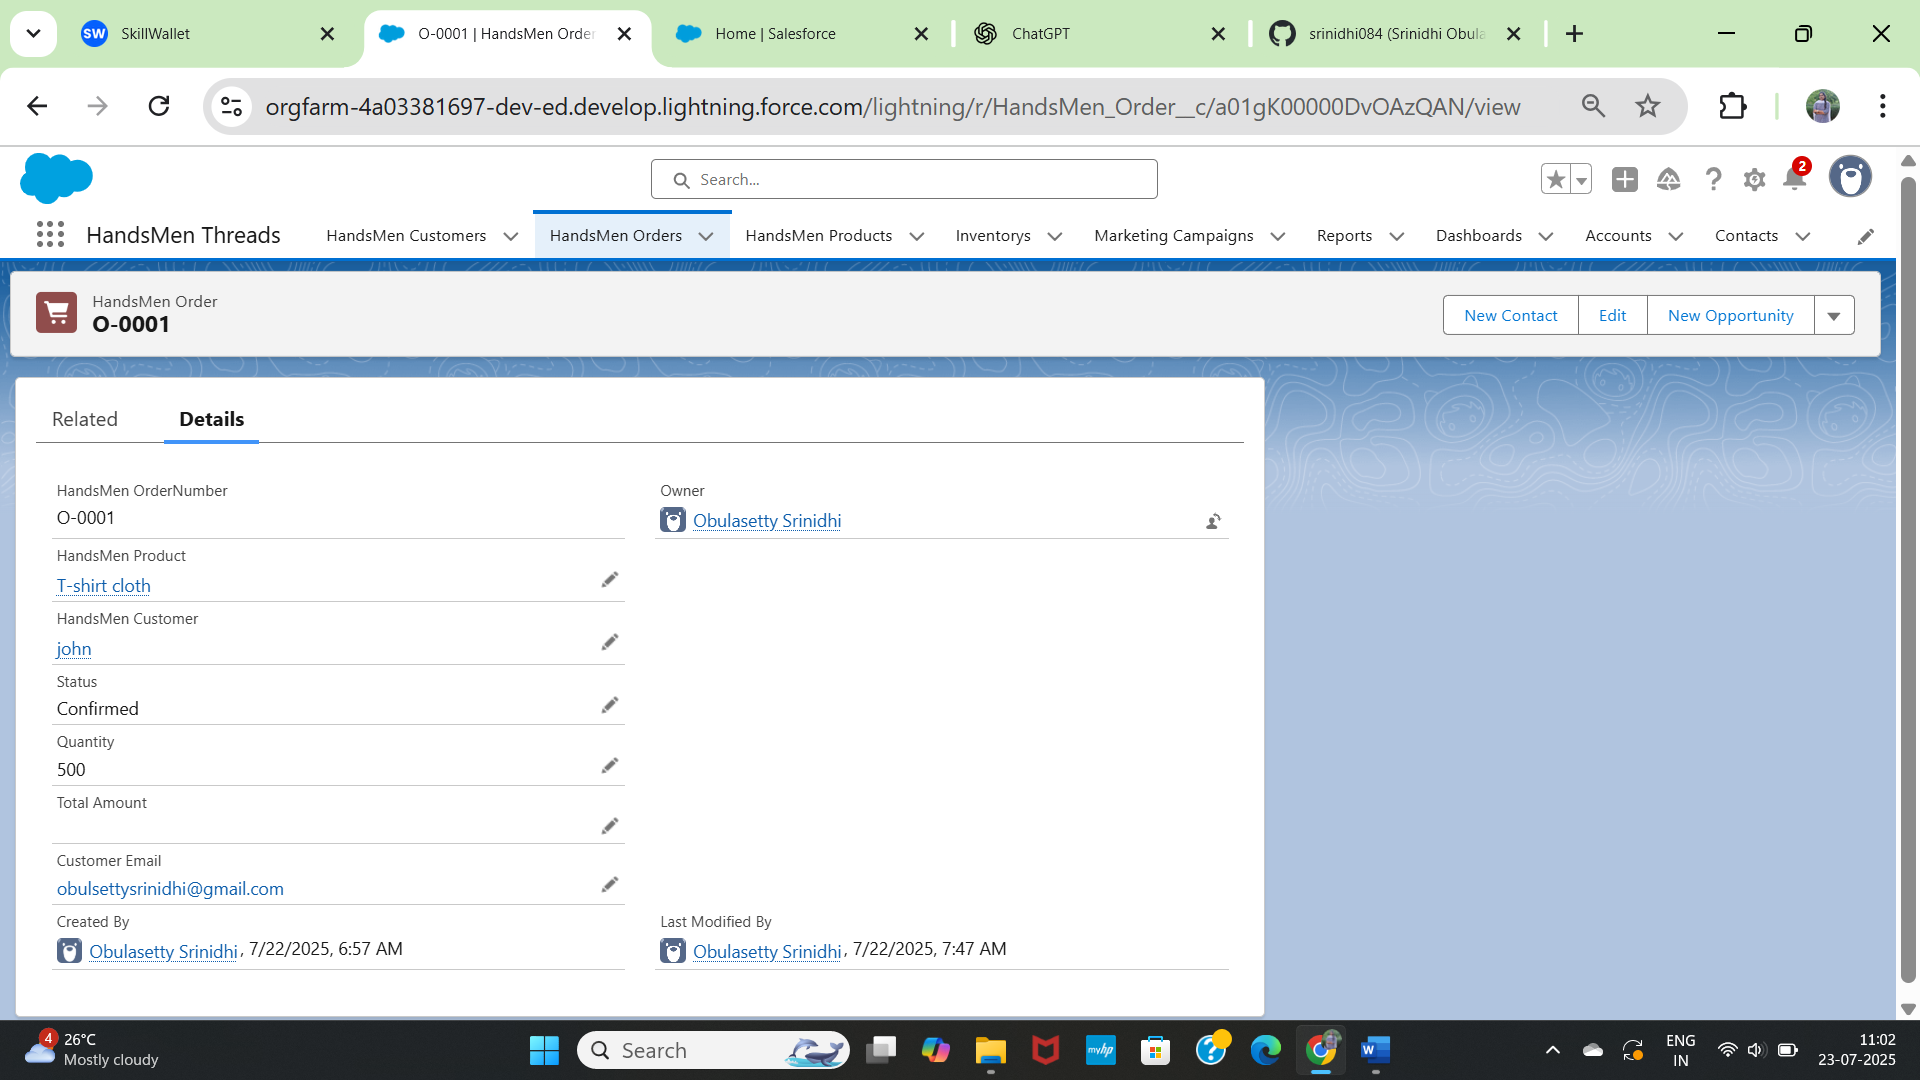 SW SkillWallet
O-0001 | HandsMen Order
Home | Salesforce
ChatGPT
srinidhi084 (Srinidhi Obula
orgfarm-4a03381697-dev-ed.develop.lightning.force.com/lightning/r/HandsMen_Order__c/a01gK00000DvOAzQAN/view
Search...
2
HandsMen Threads
HandsMen Customers
HandsMen Orders
HandsMen Products
Inventorys
Marketing Campaigns
Reports
Dashboards
Accounts
Contacts
HandsMen Order
O-0001
New Contact
Edit
New Opportunity
Related
Details
HandsMen OrderNumber
O-0001
Owner
Obulasetty Srinidhi
HandsMen Product
T-shirt cloth
HandsMen Customer
john
Status
Confirmed
Quantity
500
Total Amount
Customer Email
obulsettysrinidhi@gmail.com
Created By
Obulasetty Srinidhi, 7/22/2025, 6:57 AM
Last Modified By
Obulasetty Srinidhi, 7/22/2025, 7:47 AM
4
26°C
Mostly cloudy
Search
myhp
W
ENG
IN
11:02
23-07-2025